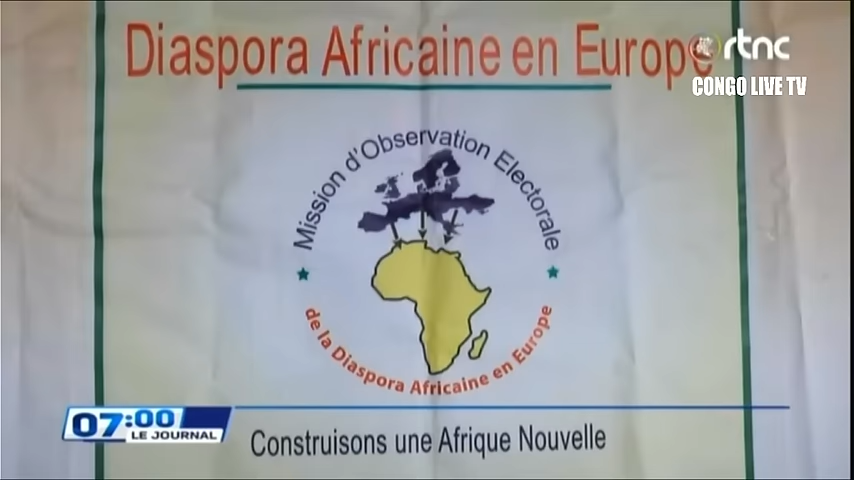 Diaspora Africaine en Europe
rtnc
CONGO LIVE TV
Mission d'Observation Electorale
de la Diaspora Africaine en Europe
07:00
LE JOURNAL
Construisons une Afrique Nouvelle